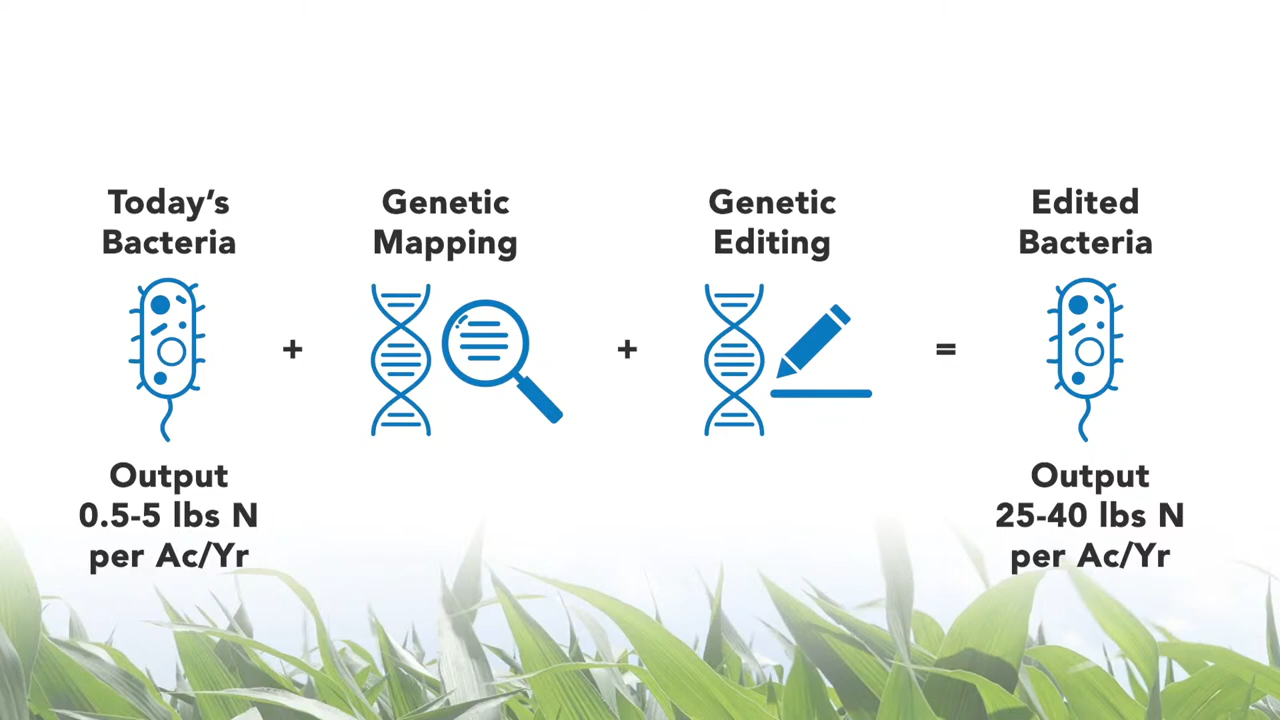 Today’s
Bacteria
+
Genetic
Mapping
+
Genetic
Editing
=
Edited
Bacteria
Output
0.5-5 lbs N
per Ac/Yr
Output
25-40 lbs N
per Ac/Yr